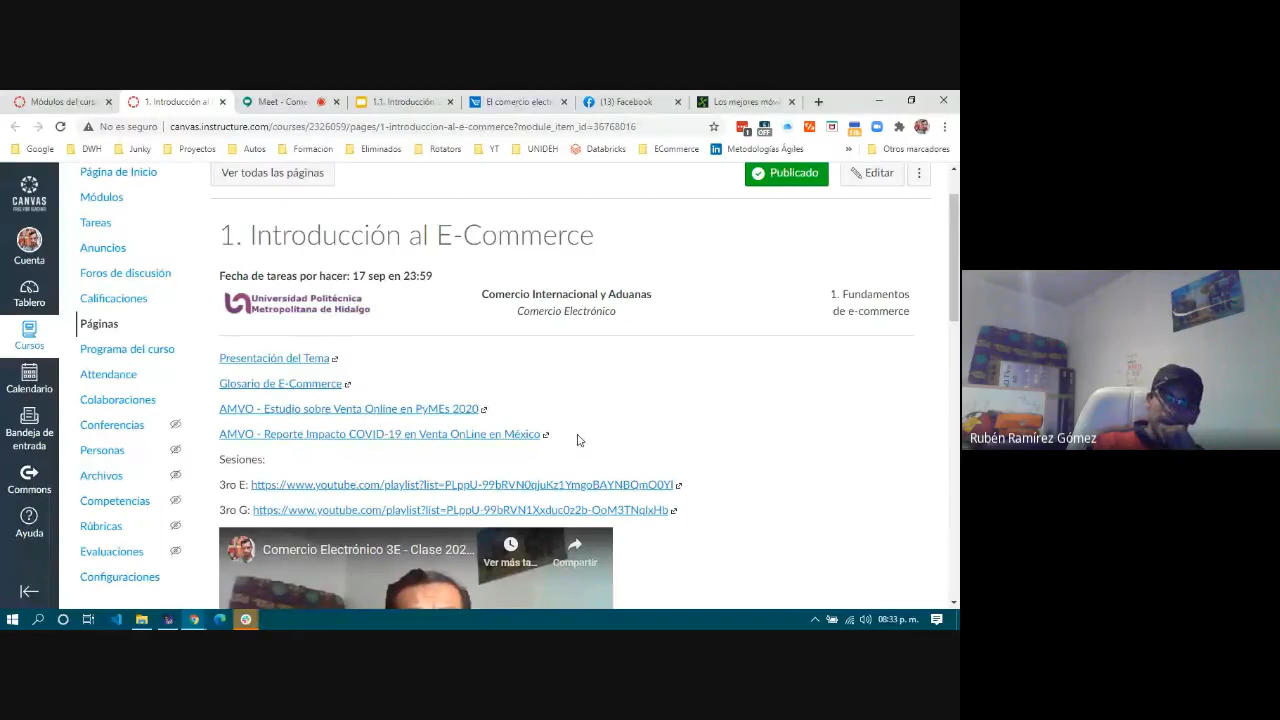 Módulos del curs
1. Introducción al
Meet - Come
1.1. Introducción
El comercio elect
(13) Facebook
Los mejores móv
No es seguro
canvas.instructure.com/courses/2326059/pages/1-introduccion-al-e-commerce?module_item_id=36768016
Google
DWH
Junky
Proyectos
Autos
Formacion
Eliminados
Rotators
YT
UNIDEH
Databricks
ECommerce
Metodologías Ágiles
»
Otros marcadores
CANVAS
Cuenta
Tablero
Cursos
Calendario
Bandeja de
entrada
Commons
Ayuda
Página de Inicio
Módulos
Tareas
Anuncios
Foros de discusión
Calificaciones
Páginas
Programa del curso
Attendance
Colaboraciones
Conferencias
Personas
Archivos
Competencias
Rúbricas
Evaluaciones
Configuraciones
Ver todas las páginas
Publicado
Editar
1. Introducción al E-Commerce
Fecha de tareas por hacer: 17 sep en 23:59
Universidad Politécnica
Metropolitana de Hidalgo
Comercio Internacional y Aduanas
Comercio Electrónico
1. Fundamentos
de e-commerce
Presentación del Tema
Glosario de E-Commerce
AMVO - Estudio sobre Venta Online en PyMEs 2020
AMVO - Reporte Impacto COVID-19 en Venta OnLine en México
Sesiones:
3ro E: https://www.youtube.com/playlist?list=PLppU-99bRVN0qjuKz1YmgoBAYNBQmO0Yl
3ro G: https://www.youtube.com/playlist?list=PLppU-99bRVN1Xxduc0z2b-OoM3TNqlxHb
Comercio Electrónico 3E - Clase 202...
Ver más ta...
Compartir
08:33 p. m.
Rubén Ramírez Gómez